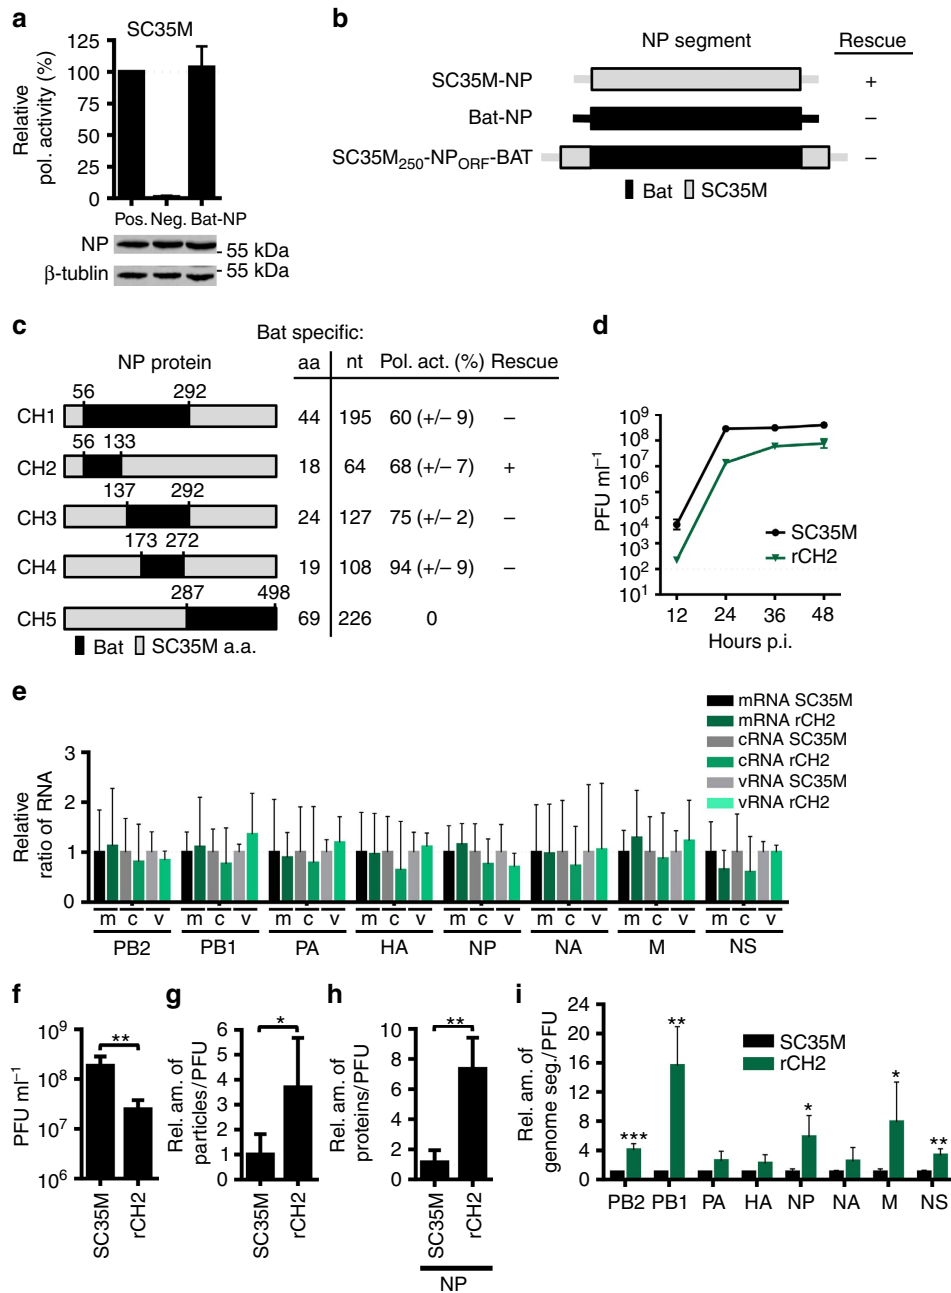 a
SC35M
Relative
pol. activity (%)
125
100
75
50
25
0
Pos. Neg. Bat-NP
NP
- 55 kDa
β-tublin
- 55 kDa
b
NP segment
Rescue
SC35M-NP
+
Bat-NP
–
SC35M250-NPORF-BAT
–
Bat
SC35M
c
Bat specific:
NP protein
aa
nt
Pol. act. (%)
Rescue
56 292
CH1
44 195 60 (+/– 9) –
56 133
CH2
18 64 68 (+/– 7) +
137 292
CH3
24 127 75 (+/– 2) –
173 272
CH4
19 108 94 (+/– 9) –
287 498
CH5
69 226 0
Bat
SC35M a.a.
d
PFU ml–1
10⁹
10⁸
10⁷
10⁶
10⁵
10⁴
10³
10²
10¹
SC35M
rCH2
12 24 36 48
Hours p.i.
e
mRNA SC35M
mRNA rCH2
cRNA SC35M
cRNA rCH2
vRNA SC35M
vRNA rCH2
Relative
ratio of RNA
3
2
1
0
m c v m c v m c v m c v m c v m c v m c v m c v
PB2 PB1 PA HA NP NA M NS
f
PFU ml–1
10⁹
10⁸
10⁷
10⁶
**
SC35M
rCH2
g
Rel. am. of
particles/PFU
6
5
4
3
2
1
0
*
SC35M
rCH2
h
Rel. am. of
proteins/PFU
10
8
6
4
2
0
**
SC35M
rCH2
NP
i
Rel. am. of
genome seg./PFU
24
20
16
12
8
4
0
SC35M
rCH2
*** ** * * **
PB2 PB1 PA HA NP NA M NS